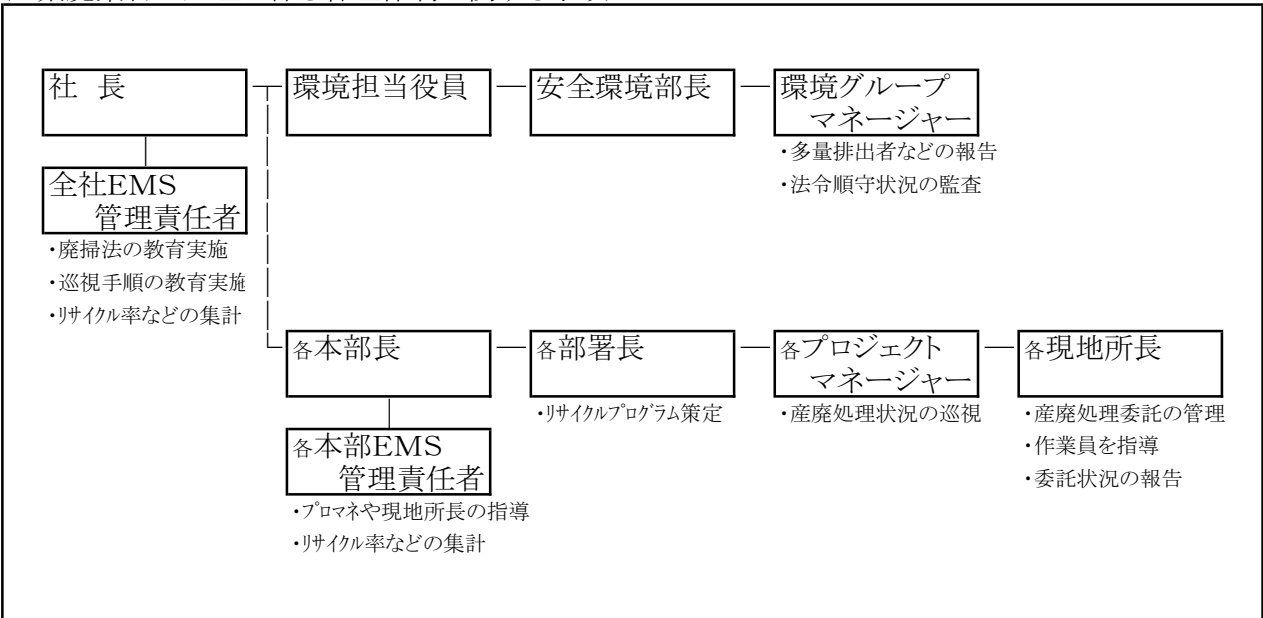 社 長
環境担当役員
安全環境部長
環境グループ
マネージャー
・多量排出者などの報告
・法令順守状況の監査
全社EMS
管理責任者
・廃掃法の教育実施
・巡視手順の教育実施
・ﾘｻｲｸﾙ率などの集計
各本部長
各部署長
・ﾘｻｲｸﾙﾌﾟﾛｸﾞﾗﾑ策定
各プロジェクト
マネージャー
・産廃処理状況の巡視
各現地所長
・産廃処理委託の管理
・作業員を指導
・委託状況の報告
各本部EMS
管理責任者
・ﾌﾟﾛﾏﾈや現地所長の指導
・ﾘｻｲｸﾙ率などの集計